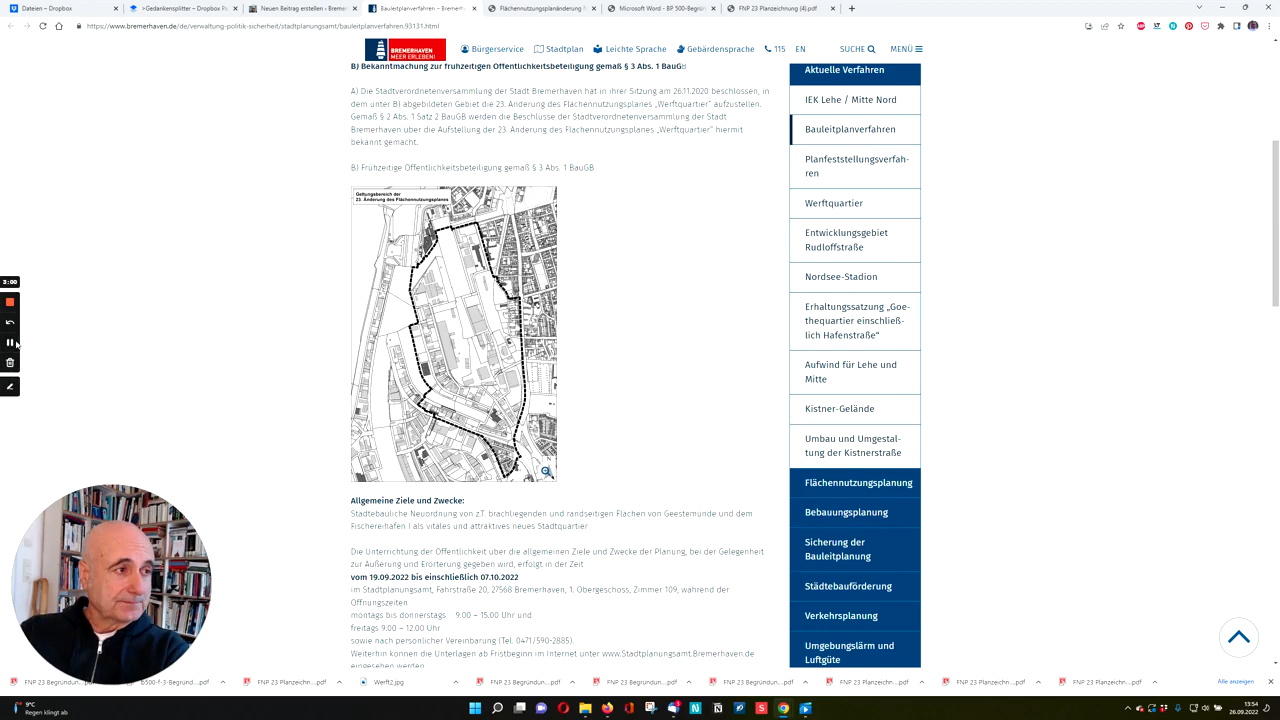 Dateien – Dropbox
>Gedankensplitter – Dropbox P
Neuen Beitrag erstellen ‹ Bremer
Bauleitplanverfahren – Bremerh
Flächennutzungsplanänderung N
Microsoft Word - BP 500-Begrün
FNP 23 Planzeichnung (4).pdf
https://www.bremerhaven.de/de/verwaltung-politik-sicherheit/stadtplanungsamt/bauleitplanverfahren.93131.html
BREMERHAVEN
MEER ERLEBEN!
Bürgerservice
Stadtplan
Leichte Sprache
Gebärdensprache
115
EN
SUCHE
MENÜ
B) Bekanntmachung zur frühzeitigen Öffentlichkeitsbeteiligung gemäß § 3 Abs. 1 BauGB
A) Die Stadtverordnetenversammlung der Stadt Bremerhaven hat in ihrer Sitzung am 26.11.2020 beschlossen, in
dem unter B) abgebildeten Gebiet die 23. Änderung des Flächennutzungsplanes „Werftquartier" aufzustellen.
Gemäß § 2 Abs. 1 Satz 2 BauGB werden die Beschlüsse der Stadtverordnetenversammlung der Stadt
Bremerhaven über die Aufstellung der 23. Änderung des Flächennutzungsplanes „Werftquartier" hiermit
bekannt gemacht.
B) Frühzeitige Öffentlichkeitsbeteiligung gemäß § 3 Abs. 1 BauGB
Geltungsbereich der
23. Änderung des Flächennutzungsplanes
Allgemeine Ziele und Zwecke:
Städtebauliche Neuordnung von z.T. brachliegenden und randseitigen Flächen von Geestemünde und dem
Fischereihafen I als vitales und attraktives neues Stadtquartier
Die Unterrichtung der Öffentlichkeit über die allgemeinen Ziele und Zwecke der Planung, bei der Gelegenheit
zur Äußerung und Erörterung gegeben wird, erfolgt in der Zeit
vom 19.09.2022 bis einschließlich 07.10.2022
im Stadtplanungsamt, Fährstraße 20, 27568 Bremerhaven, 1. Obergeschoss, Zimmer 109, während der
Öffnungszeiten
montags bis donnerstags 9.00 – 15.00 Uhr und
freitags 9.00 – 12.00 Uhr
sowie nach persönlicher Vereinbarung (Tel. 0471/590-2885).
Weiterhin können die Unterlagen ab Fristbeginn im Internet unter www.Stadtplanungsamt.Bremerhaven.de
eingesehen werden
Aktuelle Verfahren
IEK Lehe / Mitte Nord
Bauleitplanverfahren
Planfeststellungsverfah-
ren
Werftquartier
Entwicklungsgebiet
Rudloffstraße
Nordsee-Stadion
Erhaltungssatzung „Goe-
thequartier einschließ-
lich Hafenstraße"
Aufwind für Lehe und
Mitte
Kistner-Gelände
Umbau und Umgestal-
tung der Kistnerstraße
Flächennutzungsplanung
Bebauungsplanung
Sicherung der
Bauleitplanung
Städtebauförderung
Verkehrsplanung
Umgebungslärm und
Luftgüte
3:00
FNP 23 Begründun....pdf
b500-f-3-Begründ....pdf
FNP 23 Planzeichn....pdf
Werft2.jpg
FNP 23 Begründun....pdf
FNP 23 Begründun....pdf
FNP 23 Begründun....pdf
FNP 23 Planzeichn....pdf
FNP 23 Planzeichn....pdf
FNP 23 Planzeichn....pdf
Alle anzeigen
9°C
Regen klingt ab
13:54
26.09.2022